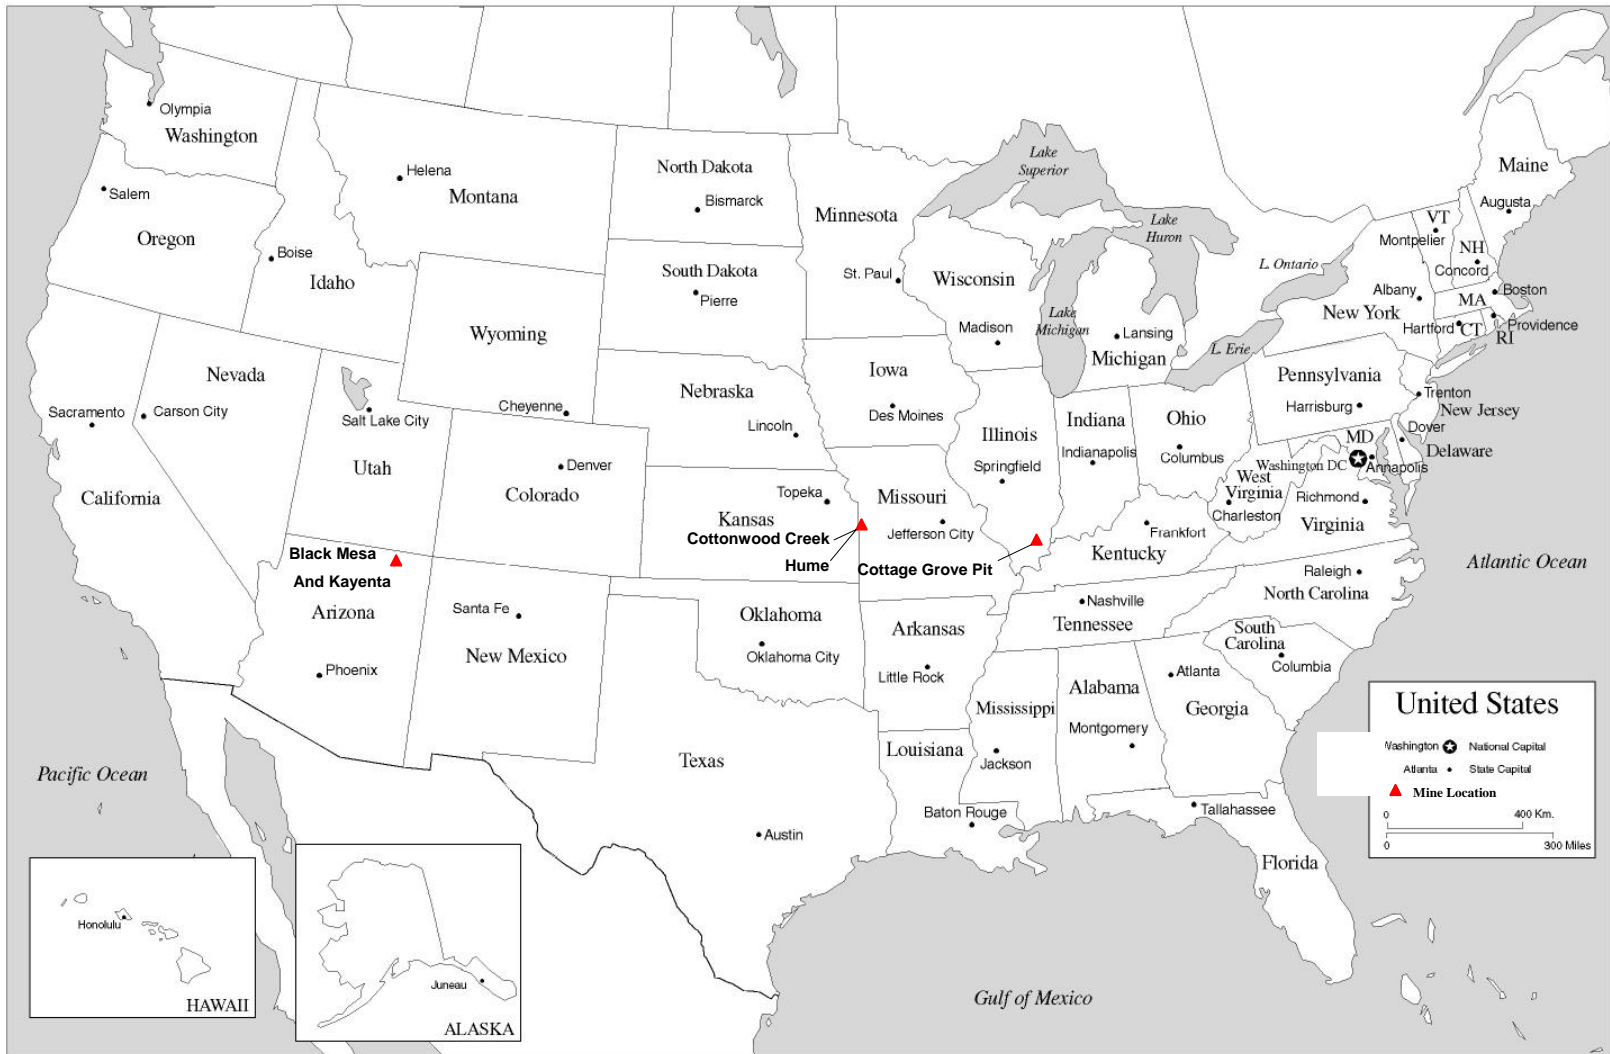 Olympia
Washington
Salem
Oregon
Helena
Montana
Boise
Idaho
North Dakota
Bismarck
South Dakota
Pierre
Minnesota
St. Paul
Lake
Superior
Lake
Huron
Lake
Michigan
L. Ontario
L. Erie
Wisconsin
Madison
Lansing
Michigan
Maine
Augusta
VT
Montpelier
NH
Concord
Albany
New York
MA
Boston
Hartford
CT
Providence
RI
Wyoming
Cheyenne
Nevada
Carson City
Sacramento
California
Salt Lake City
Utah
Denver
Colorado
Nebraska
Lincoln
Iowa
Des Moines
Illinois
Springfield
Indiana
Indianapolis
Ohio
Columbus
Pennsylvania
Harrisburg
Trenton
New Jersey
Dover
Delaware
MD
Washington DC
Annapolis
West
Virginia
Charleston
Richmond
Virginia
Topeka
Kansas
Missouri
Jefferson City
Cottonwood Creek
Hume
Cottage Grove Pit
Frankfort
Kentucky
Black Mesa
And Kayenta
Arizona
Phoenix
Santa Fe
New Mexico
Oklahoma
Oklahoma City
Arkansas
Little Rock
Nashville
Tennessee
Raleigh
North Carolina
South
Carolina
Columbia
Atlanta
Georgia
Alabama
Montgomery
Mississippi
Jackson
Louisiana
Baton Rouge
Texas
Austin
Tallahassee
Florida
Pacific Ocean
Atlantic Ocean
Gulf of Mexico
Honolulu
HAWAII
Juneau
ALASKA
United States
Washington
National Capital
Atlanta
State Capital
Mine Location
0
400 Km.
0
300 Miles